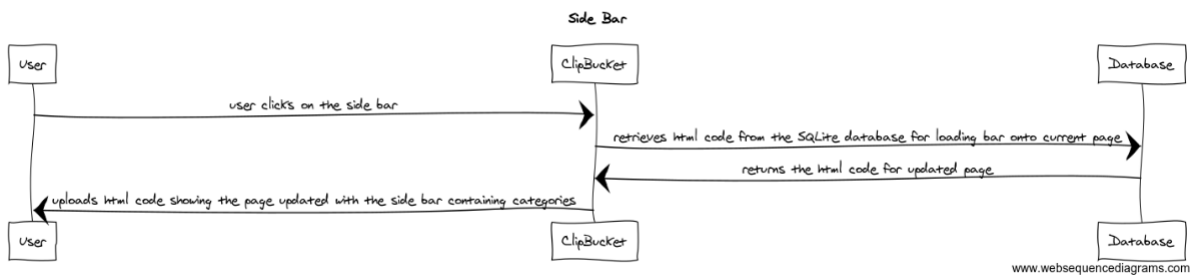 Side Bar
User
ClipBucket
Database
user clicks on the side bar
retrieves html code from the SQLite database for loading bar onto current page
returns the html code for updated page
uploads html code showing the page updated with the side bar containing categories
User
ClipBucket
Database
www.websequencediagrams.com